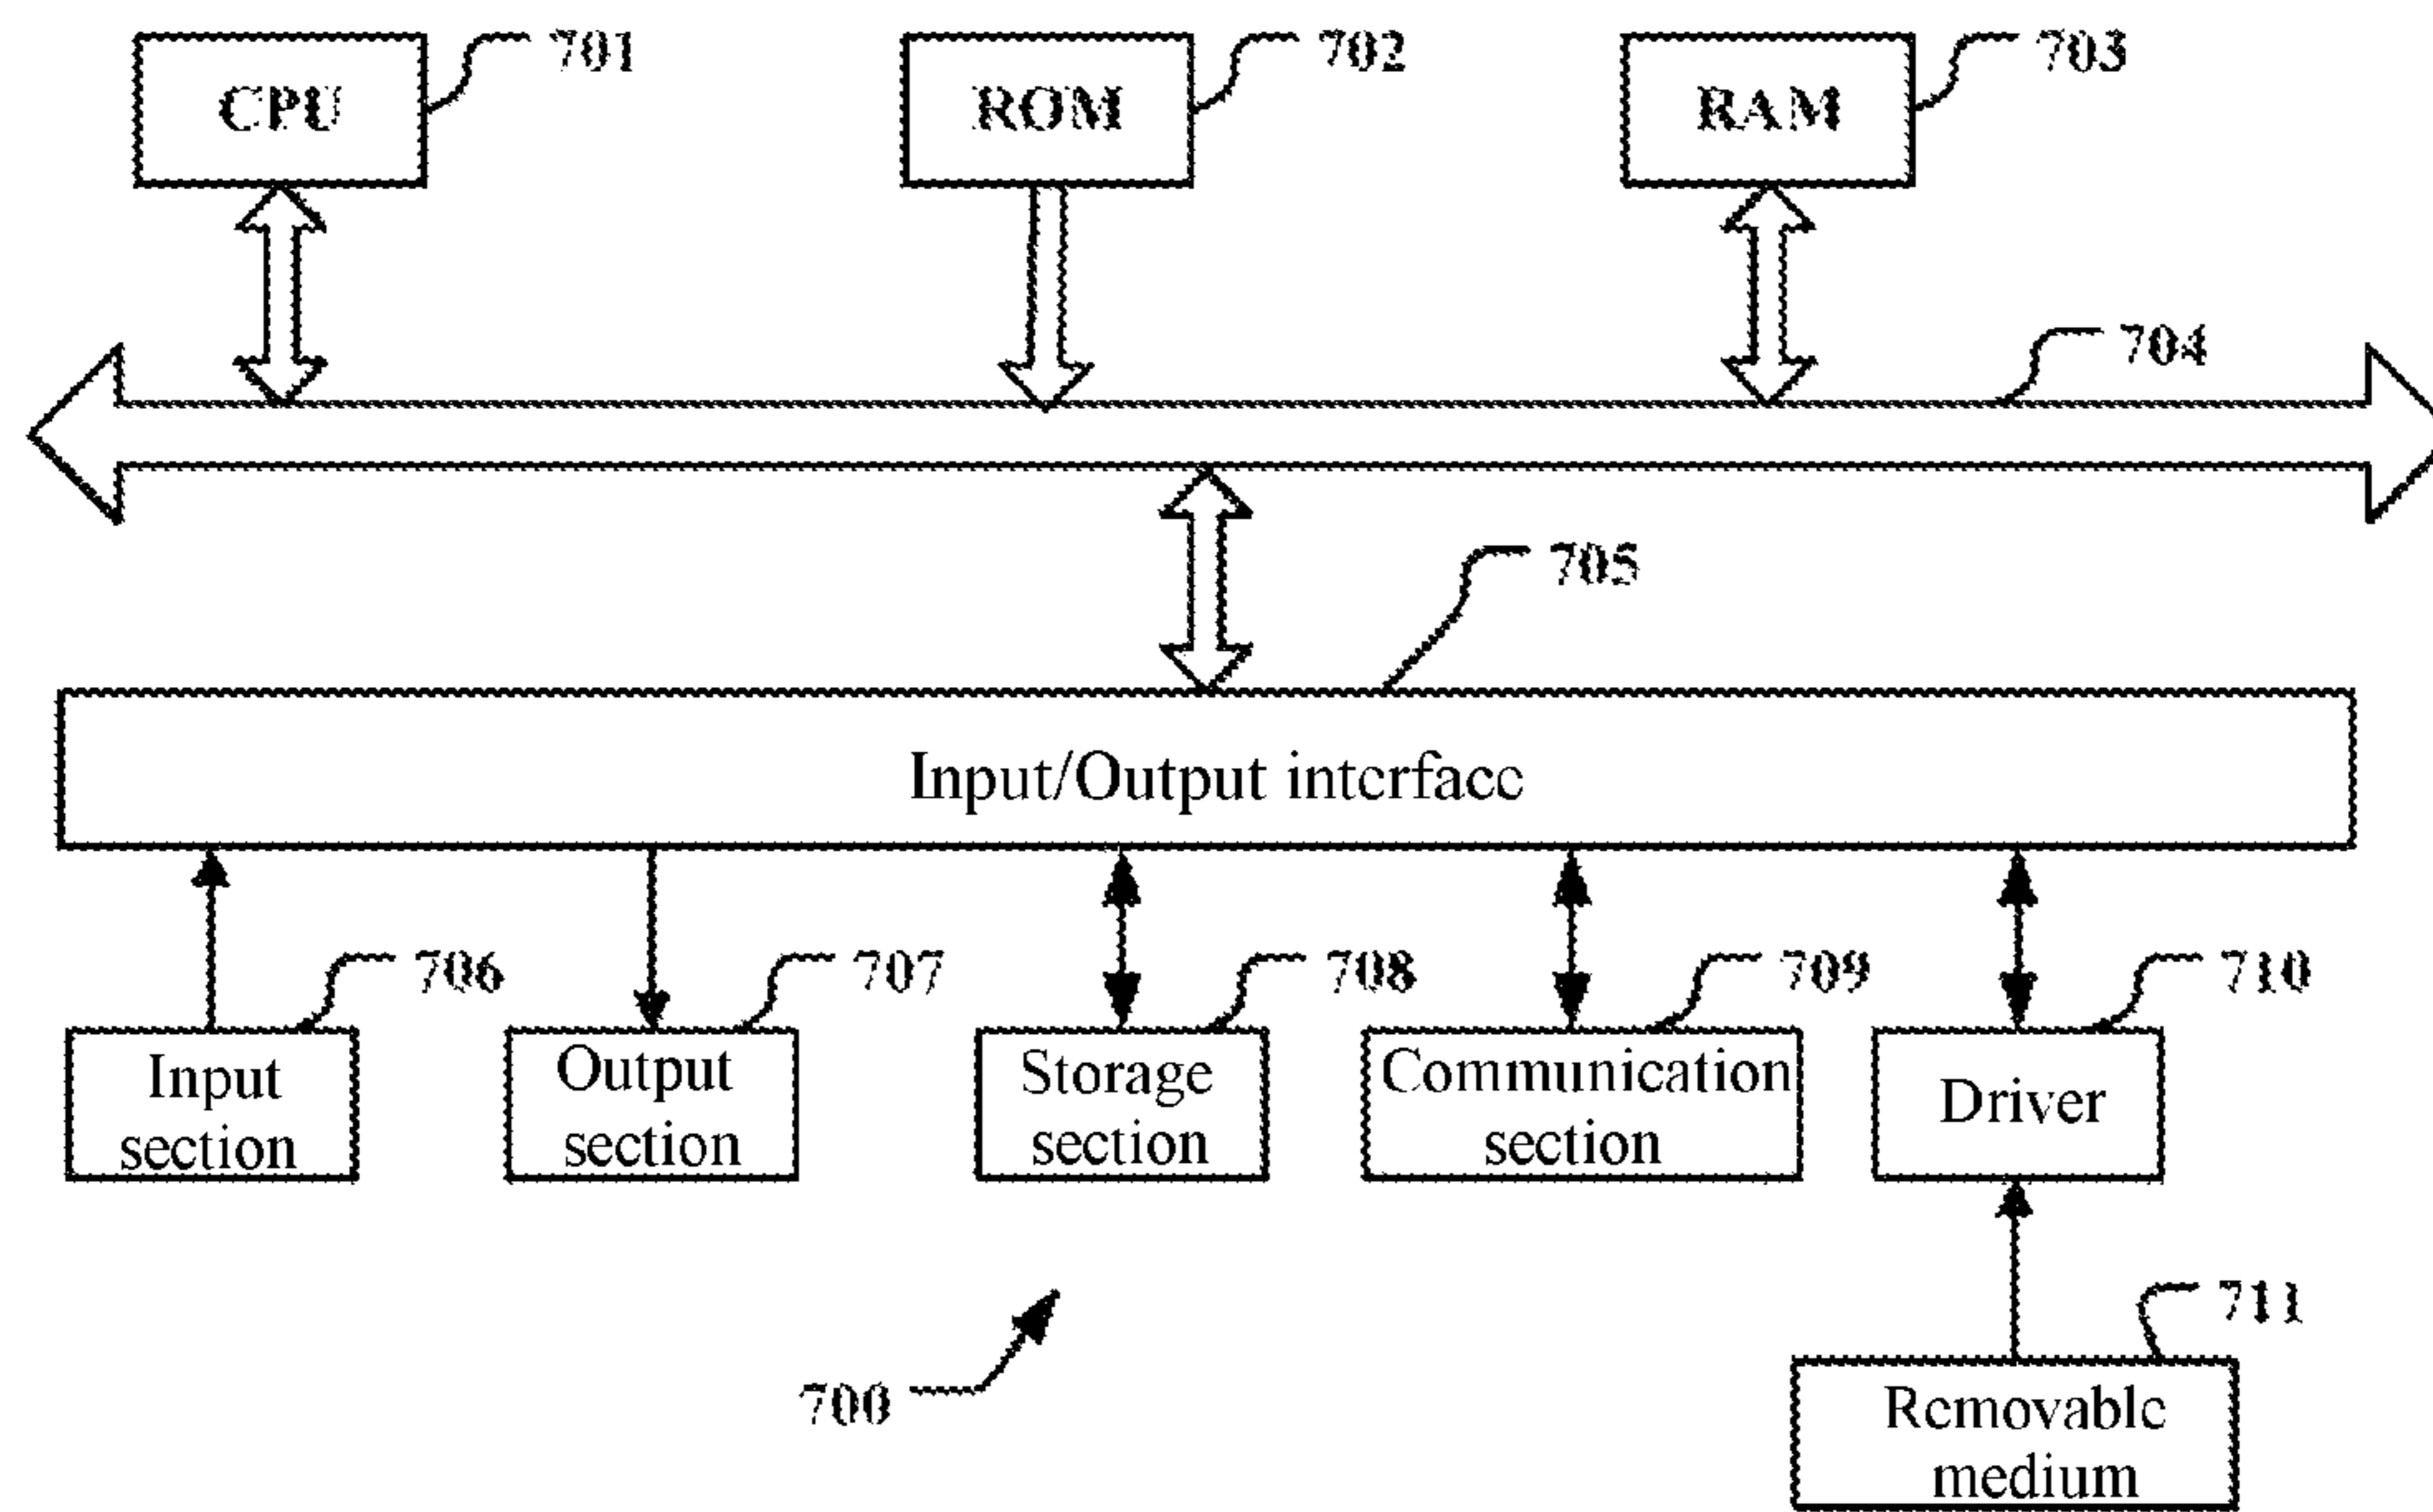 701
702
703
CPU
ROM
RAM
704
705
Input/Output interface
706
707
708
709
710
Input
section
Output
section
Storage
section
Communication
section
Driver
711
700
Removable
medium